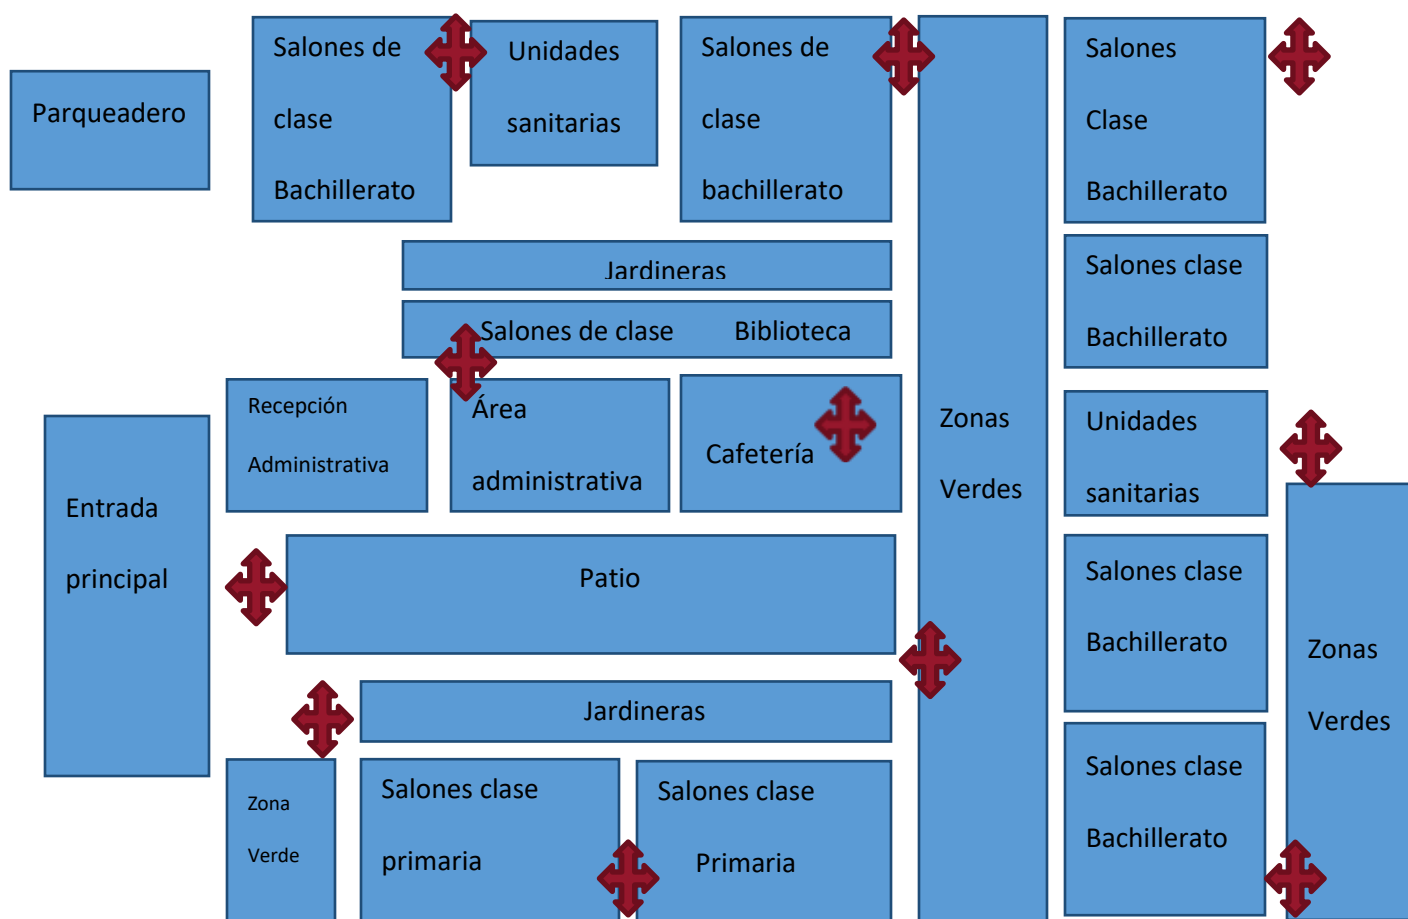 Parqueadero
Salones de
clase
Bachillerato
Unidades
sanitarias
Salones de
clase
bachillerato
Salones
Clase
Bachillerato
Jardineras
Salones de clase Biblioteca
Salones clase
Bachillerato
Recepción
Administrativa
Área
administrativa
Cafetería
Zonas
Verdes
Unidades
sanitarias
Entrada
principal
Patio
Salones clase
Bachillerato
Zonas
Verdes
Jardineras
Salones clase
Bachillerato
Zona
Verde
Salones clase
primaria
Salones clase
Primaria